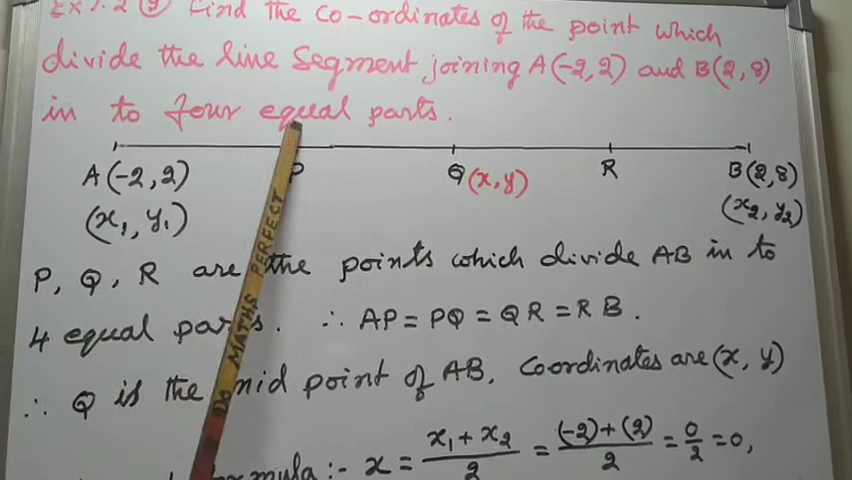 Ex 7.2 ⑨ Find the Co-ordinates of the point which
divide the line Segment joining A(-2,2) and B(2,8)
in to four equal parts.
P Q(x,y) R
A(-2,2) B(2,8)
(x₁, y₁) (x₂, y₂)
P, Q, R are the points which divide AB in to
4 equal parts. ∴ AP = PQ = QR = RB.
∴ Q is the mid point of AB, Coordinates are (x, y)
formula:- x = (x₁ + x₂)/2 = ((-2)+(2))/2 = 0/2 = 0,
MATHS PERFECT